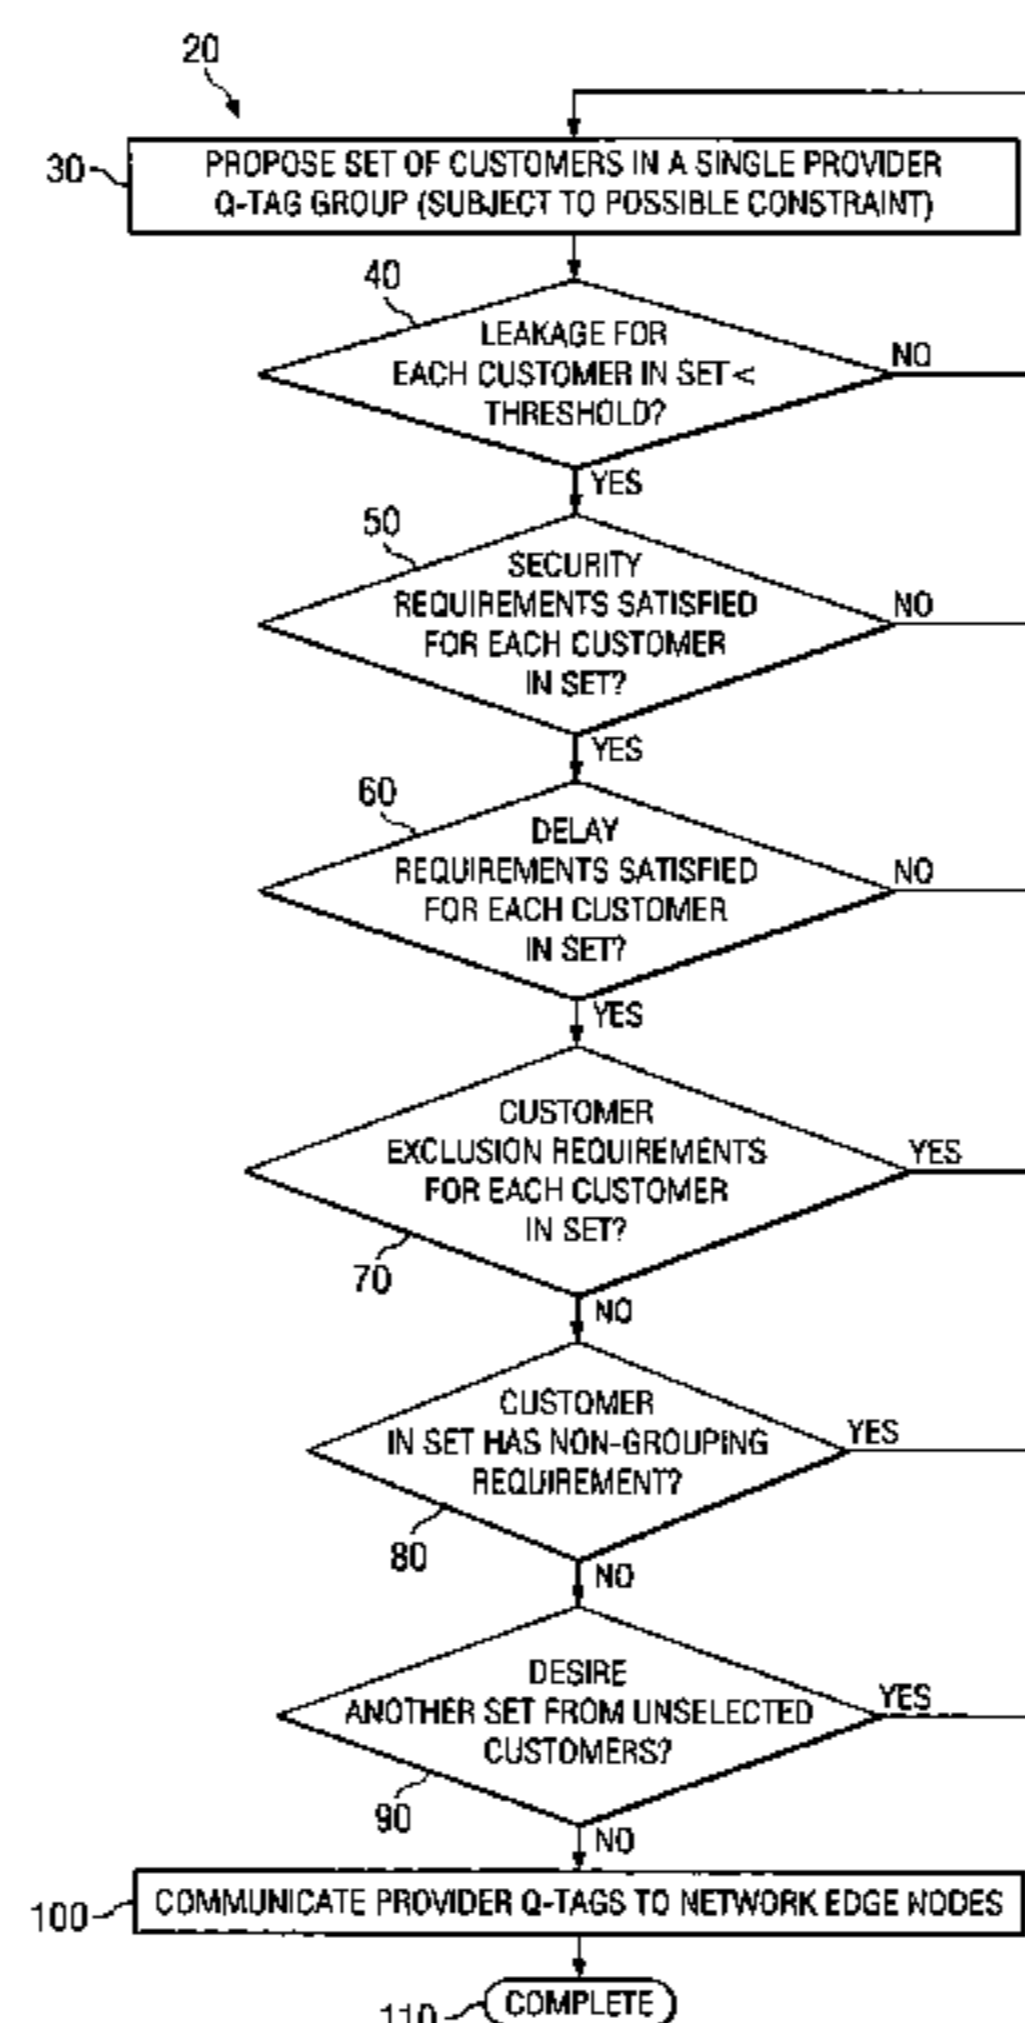 20
30
PROPOSE SET OF CUSTOMERS IN A SINGLE PROVIDER
Q-TAG GROUP (SUBJECT TO POSSIBLE CONSTRAINT)
40
LEAKAGE FOR
EACH CUSTOMER IN SET <
THRESHOLD?
NO
YES
50
SECURITY
REQUIREMENTS SATISFIED
FOR EACH CUSTOMER
IN SET?
NO
YES
60
DELAY
REQUIREMENTS SATISFIED
FOR EACH CUSTOMER
IN SET?
NO
YES
CUSTOMER
EXCLUSION REQUIREMENTS
FOR EACH CUSTOMER
IN SET?
YES
70
NO
CUSTOMER
IN SET HAS NON-GROUPING
REQUIREMENT?
YES
80
NO
DESIRE
ANOTHER SET FROM UNSELECTED
CUSTOMERS?
YES
90
NO
100
COMMUNICATE PROVIDER Q-TAGS TO NETWORK EDGE NODES
110
COMPLETE